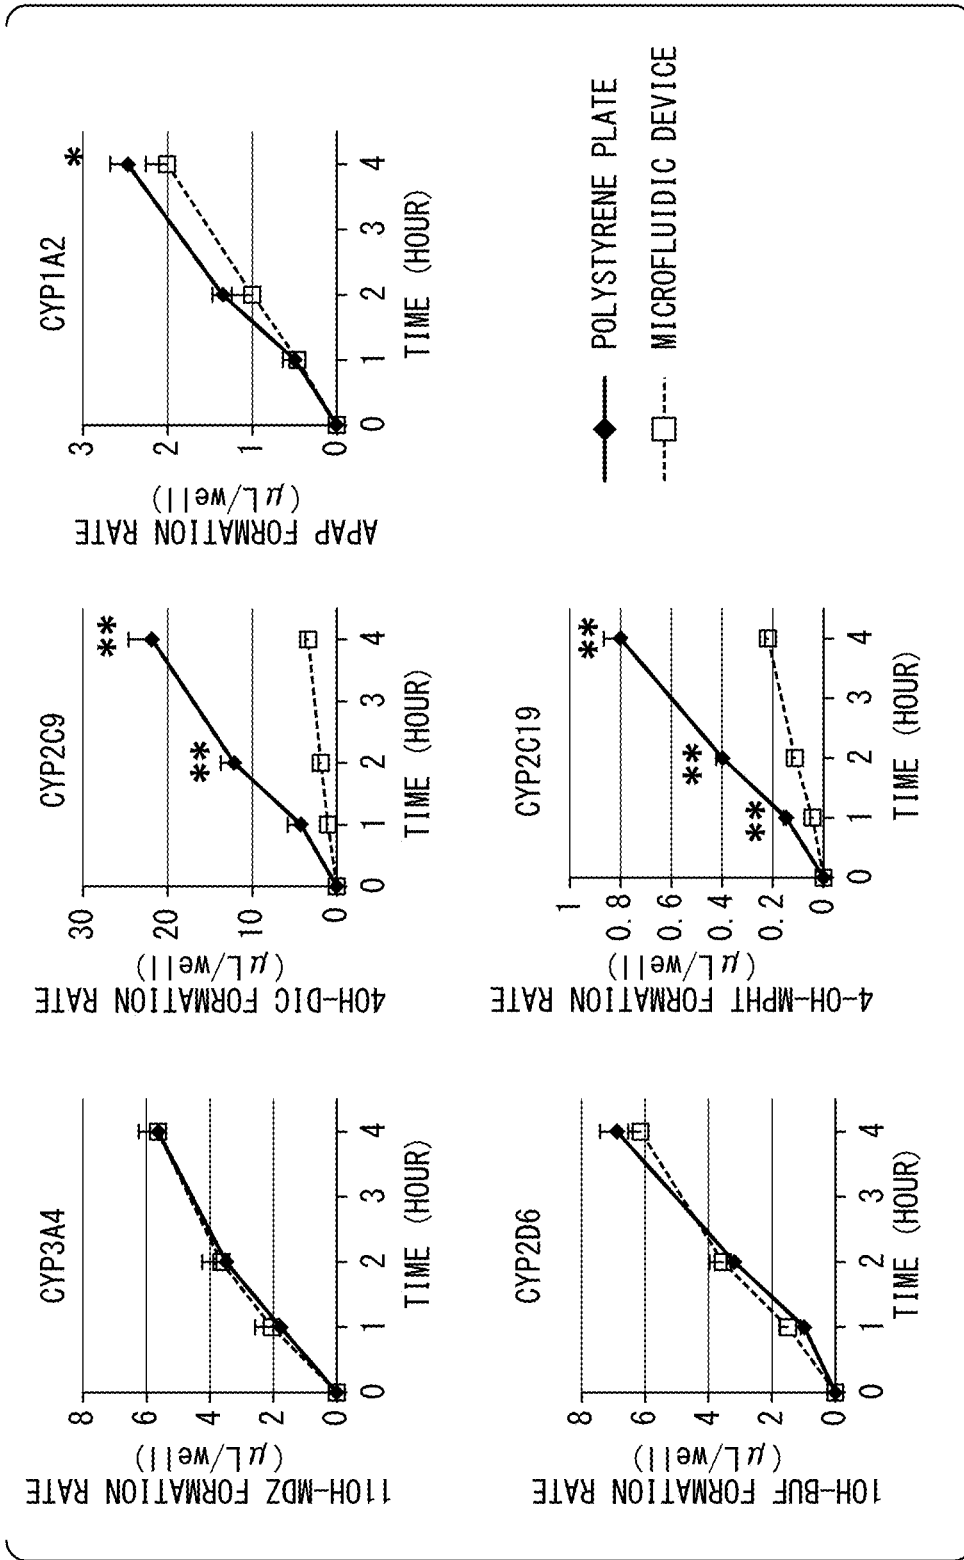 CYP3A4
11OH-MDZ FORMATION RATE
(μL/well)
8
6
4
2
0
0 1 2 3 4
TIME (HOUR)
CYP2C9
4OH-DIC FORMATION RATE
(μL/well)
30
20
10
0
0 1 2 3 4
TIME (HOUR)
**
**
CYP1A2
APAP FORMATION RATE
(μL/well)
3
2
1
0
0 1 2 3 4
TIME (HOUR)
*
CYP2D6
1OH-BUF FORMATION RATE
(μL/well)
8
6
4
2
0
0 1 2 3 4
TIME (HOUR)
CYP2C19
4-OH-MPHT FORMATION RATE
(μL/well)
1
0.8
0.6
0.4
0.2
0
0 1 2 3 4
TIME (HOUR)
**
**
**
POLYSTYRENE PLATE
MICROFLUIDIC DEVICE